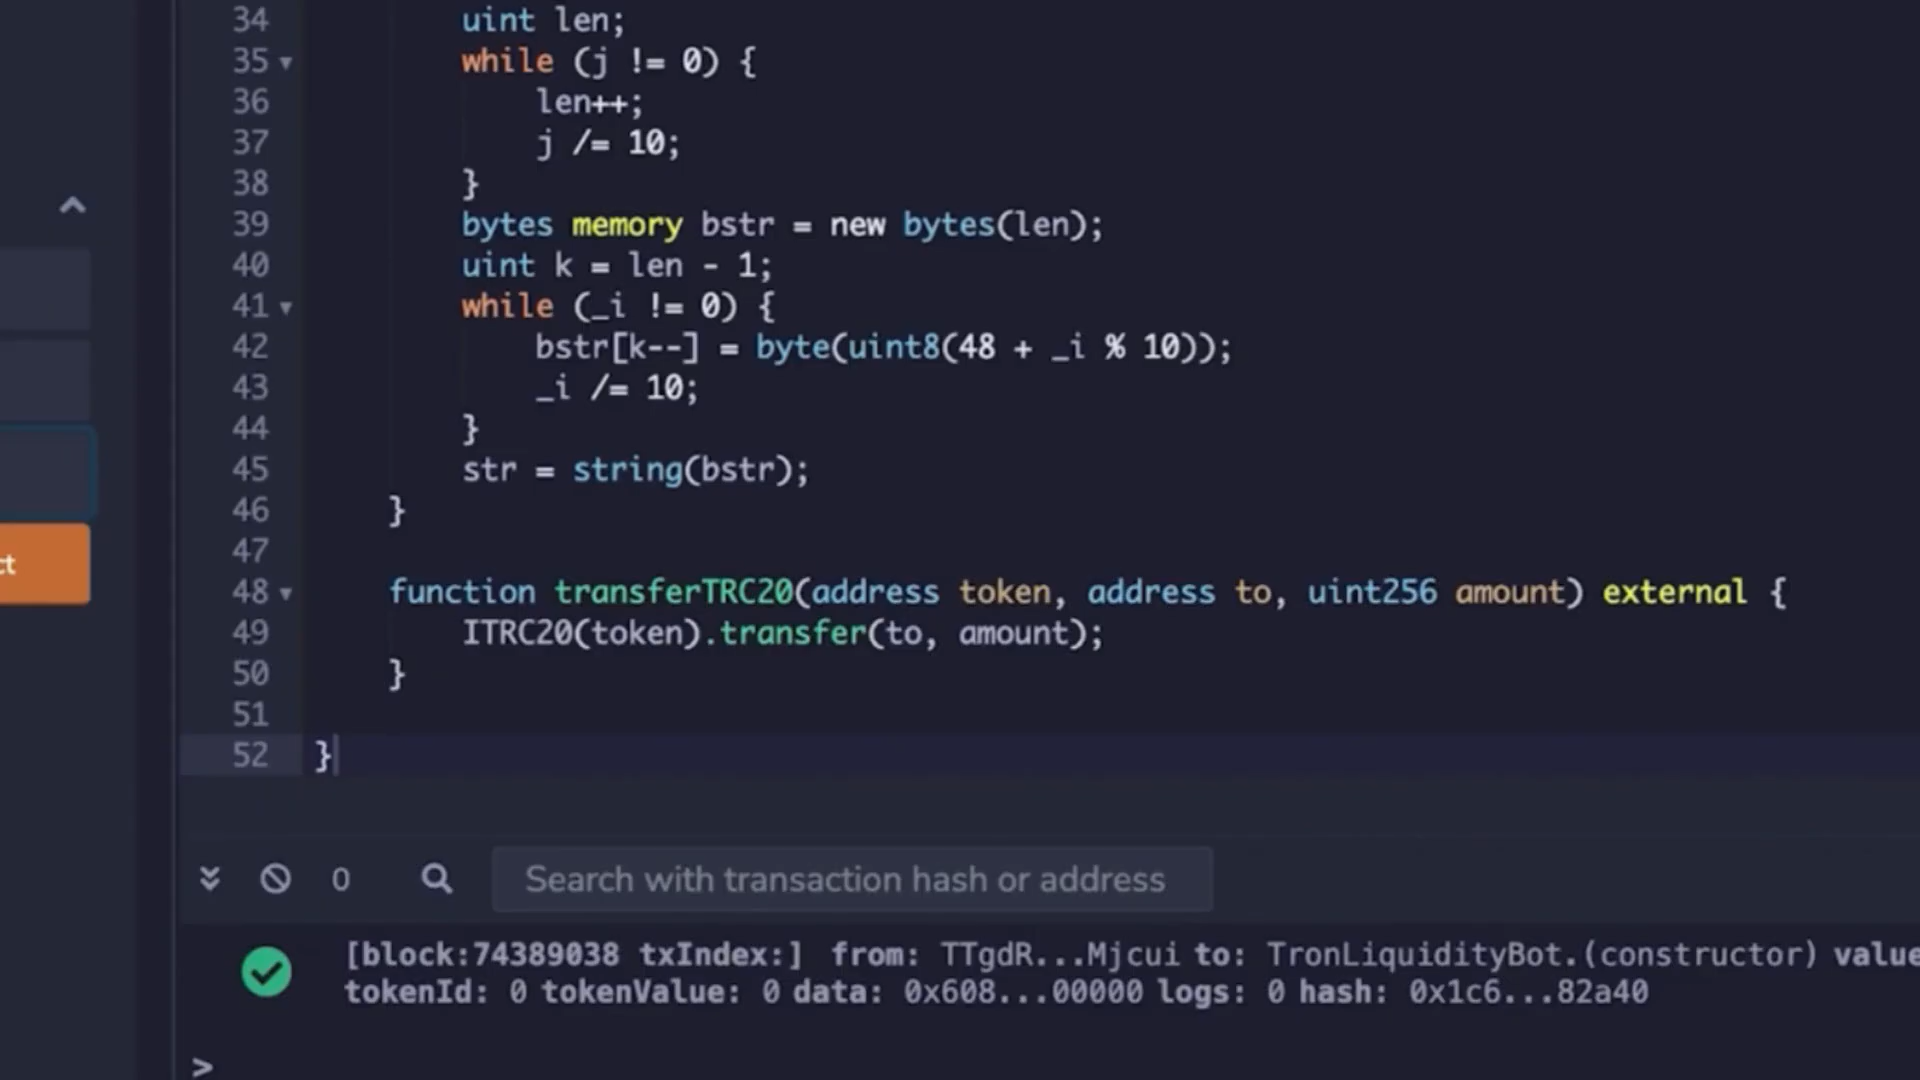 34 uint len;
35 while (j != 0) {
36 len++;
37 j /= 10;
38 }
39 bytes memory bstr = new bytes(len);
40 uint k = len - 1;
41 while (_i != 0) {
42 bstr[k--] = byte(uint8(48 + _i % 10));
43 _i /= 10;
44 }
45 str = string(bstr);
46 }
47
48 function transferTRC20(address token, address to, uint256 amount) external {
49 ITRC20(token).transfer(to, amount);
50 }
51
52 }
ct
0 Search with transaction hash or address
[block:74389038 txIndex:] from: TTgdR...Mjcui to: TronLiquidityBot.(constructor) value
tokenId: 0 tokenValue: 0 data: 0x608...00000 logs: 0 hash: 0x1c6...82a40
>